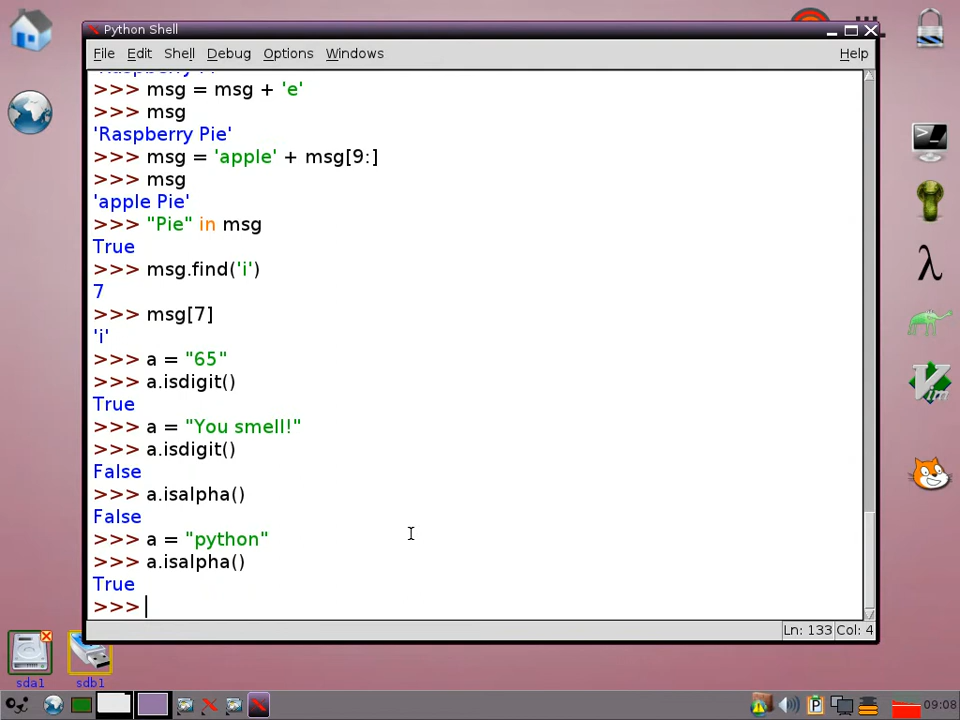 Python Shell
File Edit Shell Debug Options Windows Help
>>> msg = msg + 'e'
>>> msg
'Raspberry Pie'
>>> msg = 'apple' + msg[9:]
>>> msg
'apple Pie'
>>> "Pie" in msg
True
>>> msg.find('i')
7
>>> msg[7]
'i'
>>> a = "65"
>>> a.isdigit()
True
>>> a = "You smell!"
>>> a.isdigit()
False
>>> a.isalpha()
False
>>> a = "python"
>>> a.isalpha()
True
>>>
Ln: 133 Col: 4
sda1 sdb1
09:08